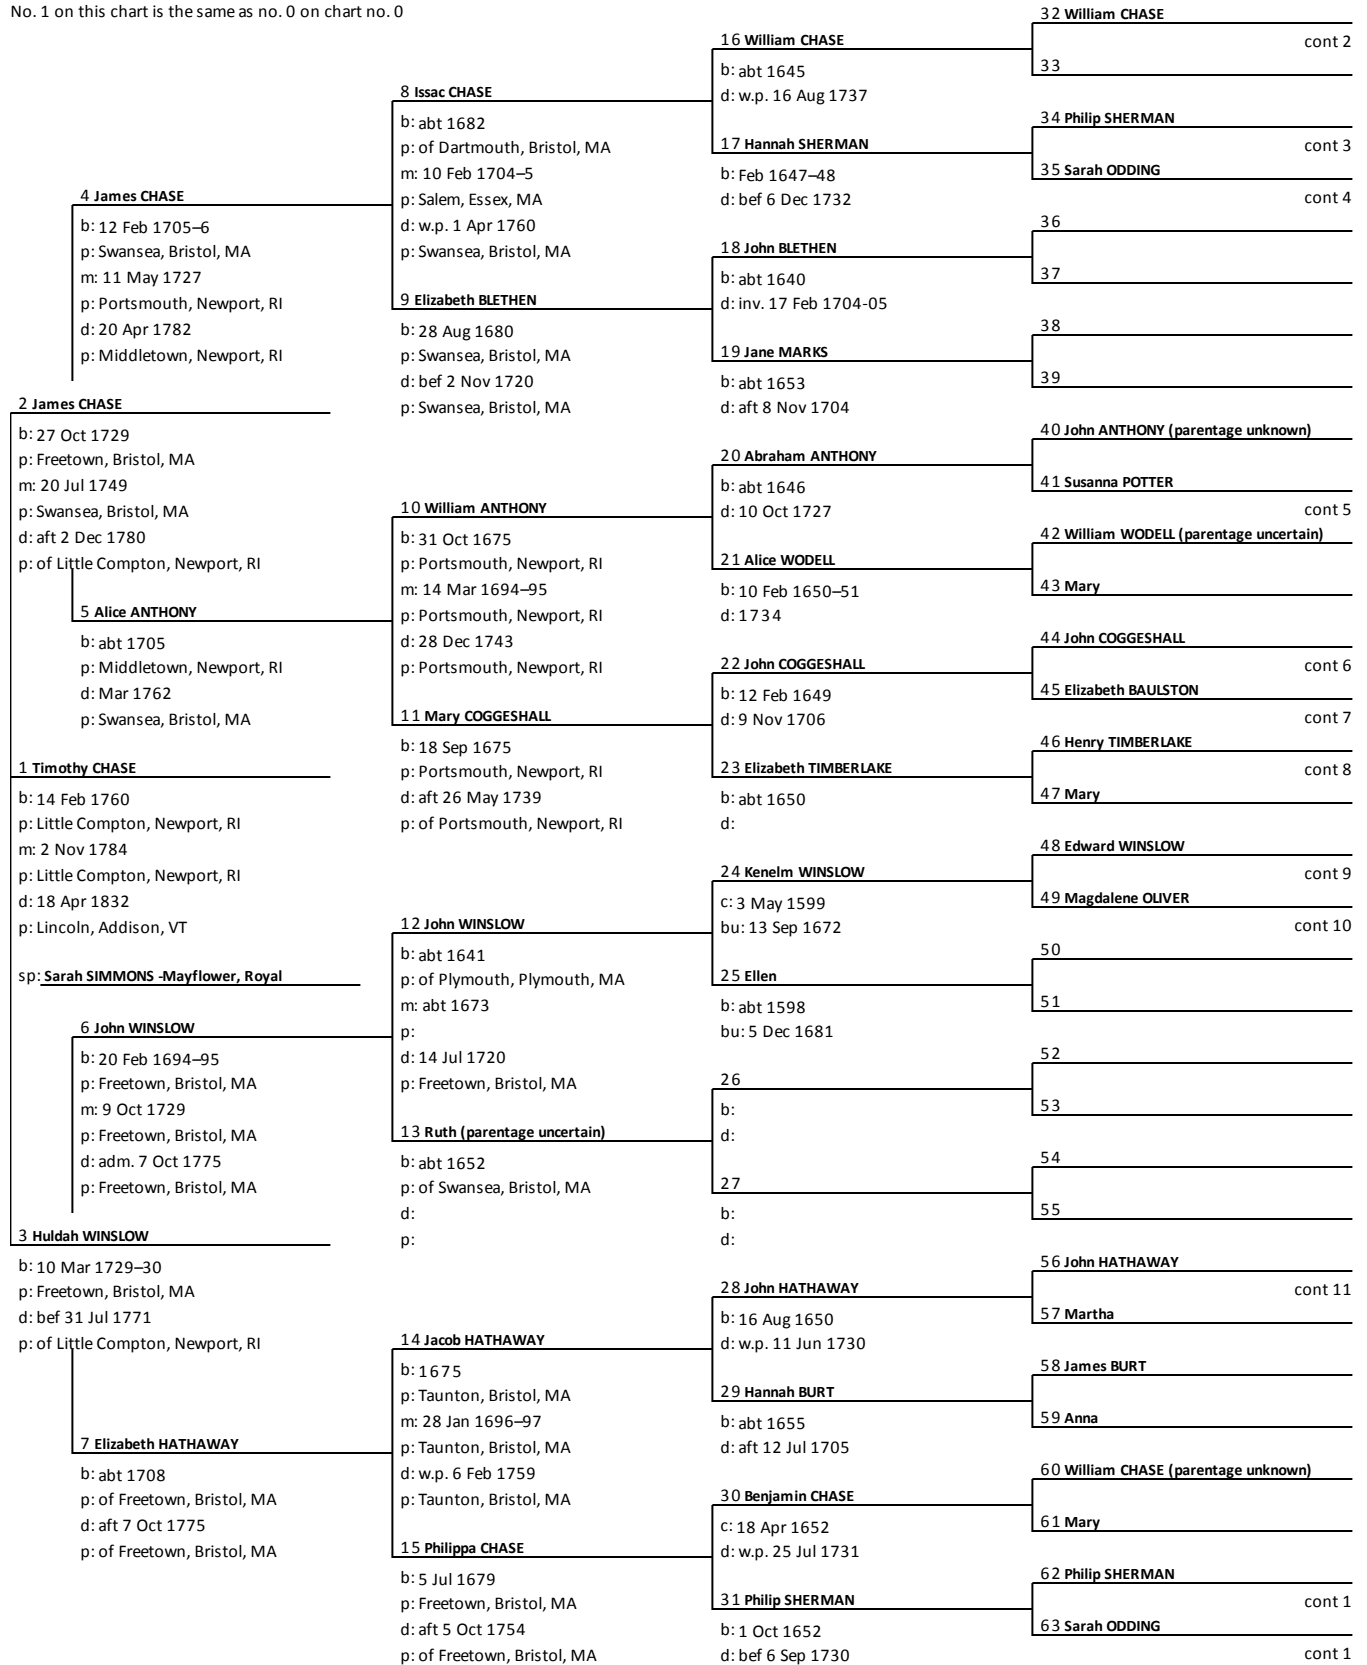 No. 1 on this chart is the same as no. 0 on chart no. 0
4 James CHASE
b: 12 Feb 1705–6
p: Swansea, Bristol, MA
m: 11 May 1727
p: Portsmouth, Newport, RI
d: 20 Apr 1782
p: Middletown, Newport, RI
2 James CHASE
b: 27 Oct 1729
p: Freetown, Bristol, MA
m: 20 Jul 1749
p: Swansea, Bristol, MA
d: aft 2 Dec 1780
p: of Little Compton, Newport, RI
5 Alice ANTHONY
b: abt 1705
p: Middletown, Newport, RI
d: Mar 1762
p: Swansea, Bristol, MA
1 Timothy CHASE
b: 14 Feb 1760
p: Little Compton, Newport, RI
m: 2 Nov 1784
p: Little Compton, Newport, RI
d: 18 Apr 1832
p: Lincoln, Addison, VT
sp: Sarah SIMMONS -Mayflower, Royal
6 John WINSLOW
b: 20 Feb 1694–95
p: Freetown, Bristol, MA
m: 9 Oct 1729
p: Freetown, Bristol, MA
d: adm. 7 Oct 1775
p: Freetown, Bristol, MA
3 Huldah WINSLOW
b: 10 Mar 1729–30
p: Freetown, Bristol, MA
d: bef 31 Jul 1771
p: of Little Compton, Newport, RI
7 Elizabeth HATHAWAY
b: abt 1708
p: of Freetown, Bristol, MA
d: aft 7 Oct 1775
p: of Freetown, Bristol, MA
8 Issac CHASE
b: abt 1682
p: of Dartmouth, Bristol, MA
m: 10 Feb 1704–5
p: Salem, Essex, MA
d: w.p. 1 Apr 1760
p: Swansea, Bristol, MA
9 Elizabeth BLETHEN
b: 28 Aug 1680
p: Swansea, Bristol, MA
d: bef 2 Nov 1720
p: Swansea, Bristol, MA
10 William ANTHONY
b: 31 Oct 1675
p: Portsmouth, Newport, RI
m: 14 Mar 1694–95
p: Portsmouth, Newport, RI
d: 28 Dec 1743
p: Portsmouth, Newport, RI
11 Mary COGGESHALL
b: 18 Sep 1675
p: Portsmouth, Newport, RI
d: aft 26 May 1739
p: of Portsmouth, Newport, RI
12 John WINSLOW
b: abt 1641
p: of Plymouth, Plymouth, MA
m: abt 1673
p:
d: 14 Jul 1720
p: Freetown, Bristol, MA
13 Ruth (parentage uncertain)
b: abt 1652
p: of Swansea, Bristol, MA
d:
p:
14 Jacob HATHAWAY
b: 1675
p: Taunton, Bristol, MA
m: 28 Jan 1696–97
p: Taunton, Bristol, MA
d: w.p. 6 Feb 1759
p: Taunton, Bristol, MA
15 Philippa CHASE
b: 5 Jul 1679
p: Freetown, Bristol, MA
d: aft 5 Oct 1754
p: of Freetown, Bristol, MA
16 William CHASE
b: abt 1645
d: w.p. 16 Aug 1737
17 Hannah SHERMAN
b: Feb 1647–48
d: bef 6 Dec 1732
18 John BLETHEN
b: abt 1640
d: inv. 17 Feb 1704-05
19 Jane MARKS
b: abt 1653
d: aft 8 Nov 1704
20 Abraham ANTHONY
b: abt 1646
d: 10 Oct 1727
21 Alice WODELL
b: 10 Feb 1650–51
d: 1734
22 John COGGESHALL
b: 12 Feb 1649
d: 9 Nov 1706
23 Elizabeth TIMBERLAKE
b: abt 1650
d:
24 Kenelm WINSLOW
c: 3 May 1599
bu: 13 Sep 1672
25 Ellen
b: abt 1598
bu: 5 Dec 1681
26
b:
d:
27
b:
d:
28 John HATHAWAY
b: 16 Aug 1650
d: w.p. 11 Jun 1730
29 Hannah BURT
b: abt 1655
d: aft 12 Jul 1705
30 Benjamin CHASE
c: 18 Apr 1652
d: w.p. 25 Jul 1731
31 Philip SHERMAN
b: 1 Oct 1652
d: bef 6 Sep 1730
32 William CHASE
cont 2
33
34 Philip SHERMAN
cont 3
35 Sarah ODDING
cont 4
36
37
38
39
40 John ANTHONY (parentage unknown)
41 Susanna POTTER
cont 5
42 William WODELL (parentage uncertain)
43 Mary
44 John COGGESHALL
cont 6
45 Elizabeth BAULSTON
cont 7
46 Henry TIMBERLAKE
cont 8
47 Mary
48 Edward WINSLOW
cont 9
49 Magdalene OLIVER
cont 10
50
51
52
53
54
55
56 John HATHAWAY
cont 11
57 Martha
58 James BURT
59 Anna
60 William CHASE (parentage unknown)
61 Mary
62 Philip SHERMAN
cont 1
63 Sarah ODDING
cont 1